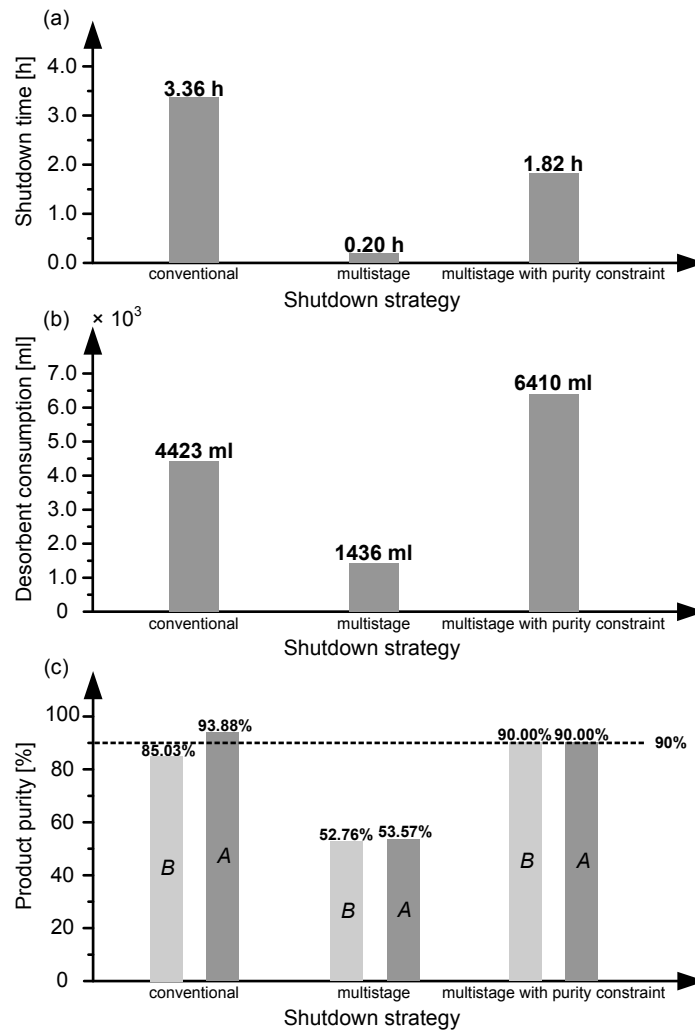 (a)
Shutdown time [h]
4.0
3.0
2.0
1.0
0.0
3.36 h
0.20 h
1.82 h
conventional
multistage
multistage with purity constraint
Shutdown strategy
(b)
× 10³
Desorbent consumption [ml]
7.0
6.0
5.0
4.0
3.0
2.0
1.0
0
4423 ml
1436 ml
6410 ml
conventional
multistage
multistage with purity constraint
Shutdown strategy
(c)
Product purity [%]
100
80
60
40
20
0
85.03%
93.88%
52.76%
53.57%
90.00%
90.00%
90%
B
A
B
A
B
A
conventional
multistage
multistage with purity constraint
Shutdown strategy